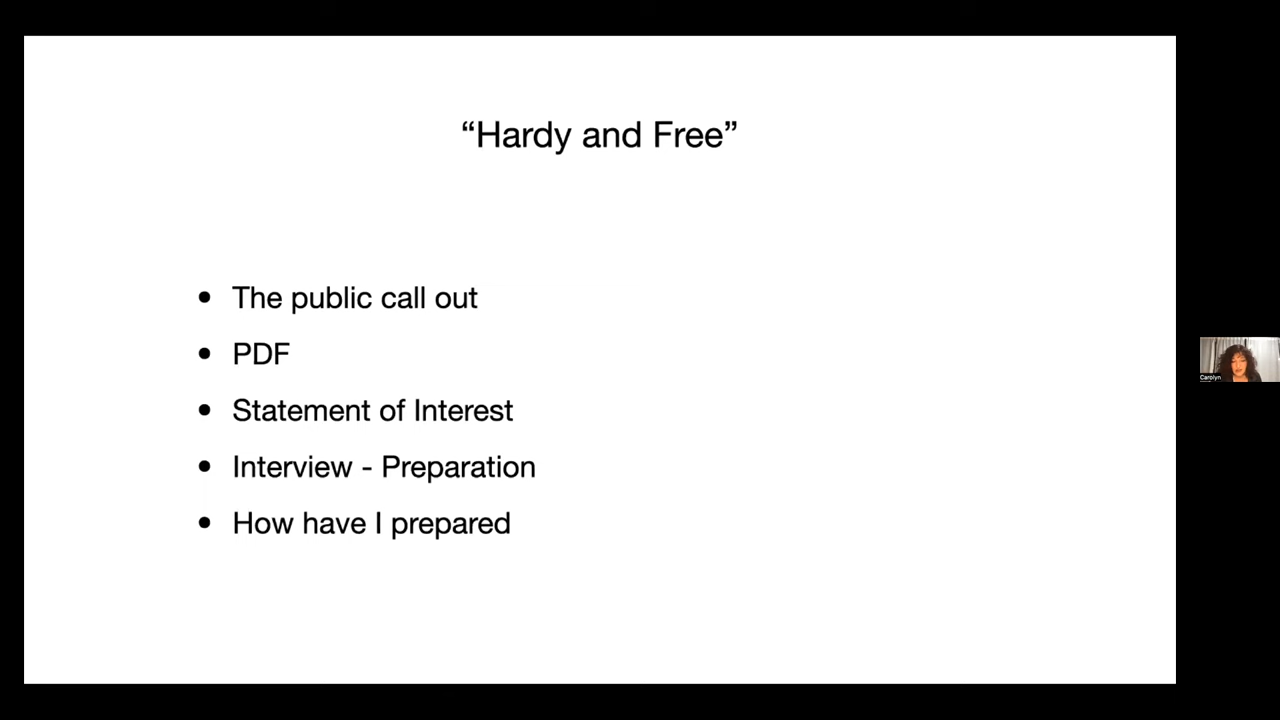 “Hardy and Free”
• The public call out
• PDF
• Statement of Interest
• Interview - Preparation
• How have I prepared
Carolyn